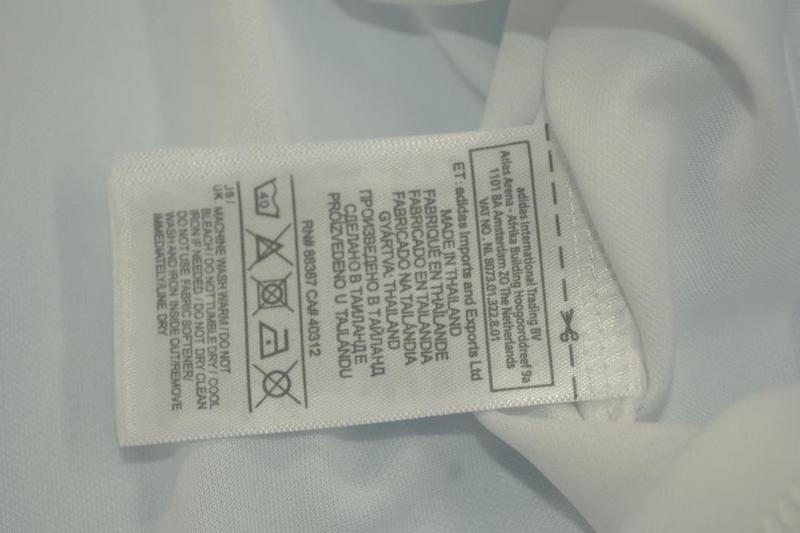 adidas International Trading BV
Atlas Arena - Afrika Building Hoogoorddreef 9a
1101 BA Amsterdam ZO The Netherlands
VAT NO , NL 8073.01.322.B.01
ET : adidas Imports and Exports Ltd
MADE IN THAILAND
FABRIQUÉ EN THAÏLANDE
FABRICADO EN TAILANDIA
FABRICADO NA TAILÂNDIA
GYÁRTVA: THAILAND
ПРОИЗВЕДЕНО В ТАЙЛАНД
СДЕЛАНО В ТАИЛАНДЕ
PROIZVEDENO U TAJLANDU
RN# 88387 CA# 40312
40
US /
UK MACHINE WASH WARM / DO NOT
BLEACH / DO NOT TUMBLE DRY / COOL
IRON IF NEEDED / DO NOT DRY CLEAN
DO NOT USE FABRIC SOFTENER/
WASH AND IRON INSIDE OUT/REMOVE
IMMEDIATELY/LINE DRY